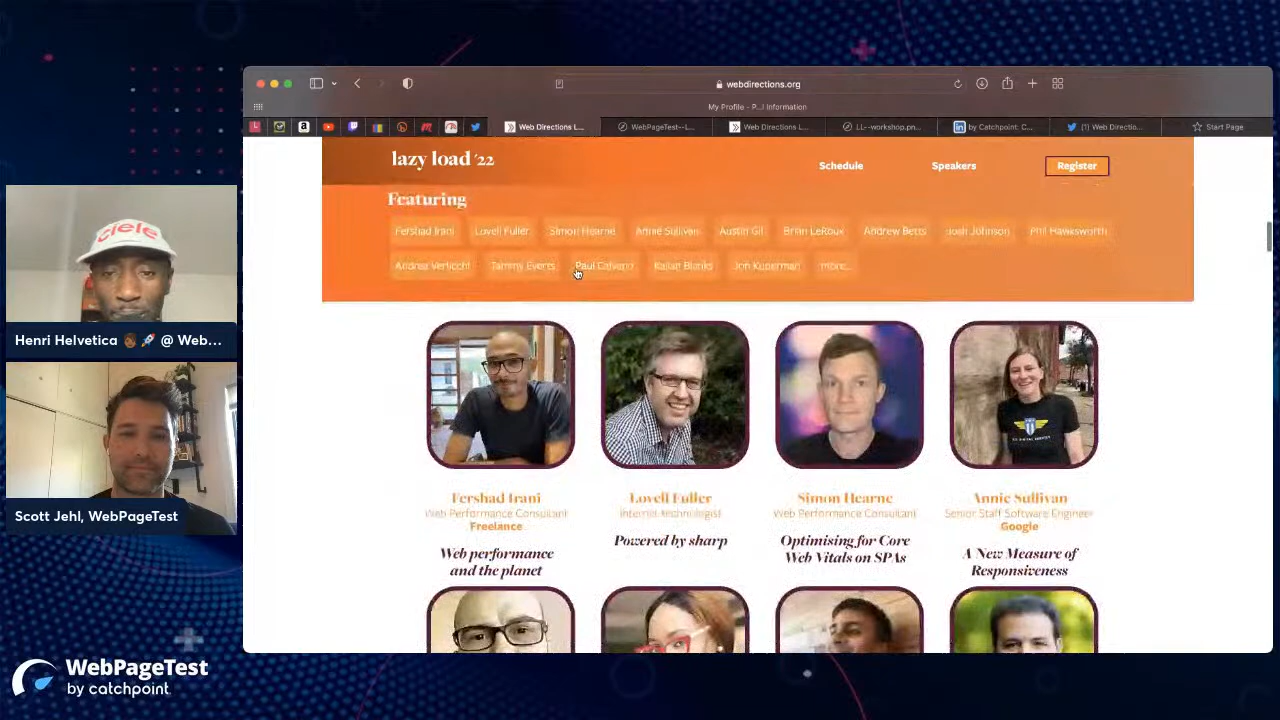 webdirections.org
My Profile - P...l Information
Web Directions L...
WebPageTest--L...
Web Directions L...
LL--workshop.pn...
by Catchpoint: C...
(1) Web Directio...
Start Page
lazy load '22
Schedule
Speakers
Register
Featuring
Fershad Irani
Lovell Fuller
Simon Hearne
Annie Sullivan
Austin Gil
Brian LeRoux
Andrew Betts
Josh Johnson
Phil Hawksworth
Andrea Verlicchi
Tammy Everts
Paul Calvano
Katian Blanks
Jon Kuperman
more...
ciele
Henri Helvetica 👨🏾‍🚀 🚀 @ Web...
Scott Jehl, WebPageTest
Fershad Irani
Web Performance Consultant
Freelance
Web performance
and the planet
Lovell Fuller
Internet technologist
Powered by sharp
Simon Hearne
Web Performance Consultant
Optimising for Core
Web Vitals on SPAs
Annie Sullivan
Senior Staff Software Engineer
Google
A New Measure of
Responsiveness
WebPageTest
by catchpoint.